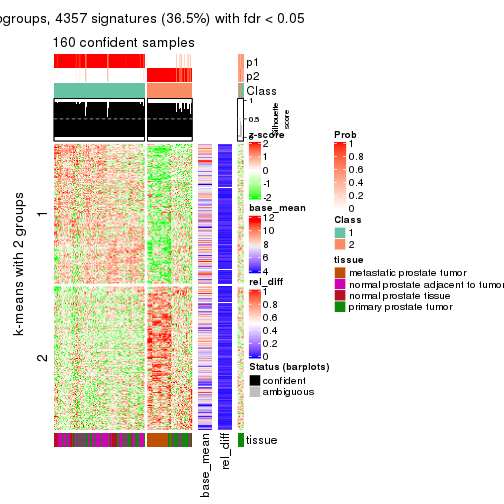 ogroups, 4357 signatures (36.5%) with fdr < 0.05
160 confident samples
p1
p2
Class
1
0.5
0
Silhouette
score
k-means with 2 groups
1
2
z-score
2
1
0
-1
-2
base_mean
12
10
8
6
4
rel_diff
1
0.8
0.6
0.4
0.2
0
Status (barplots)
confident
ambiguous
Prob
1
0.8
0.6
0.4
0.2
0
Class
1
2
tissue
metastatic prostate tumor
normal prostate adjacent to tumor
normal prostate tissue
primary prostate tumor
tissue
base_mean
rel_diff